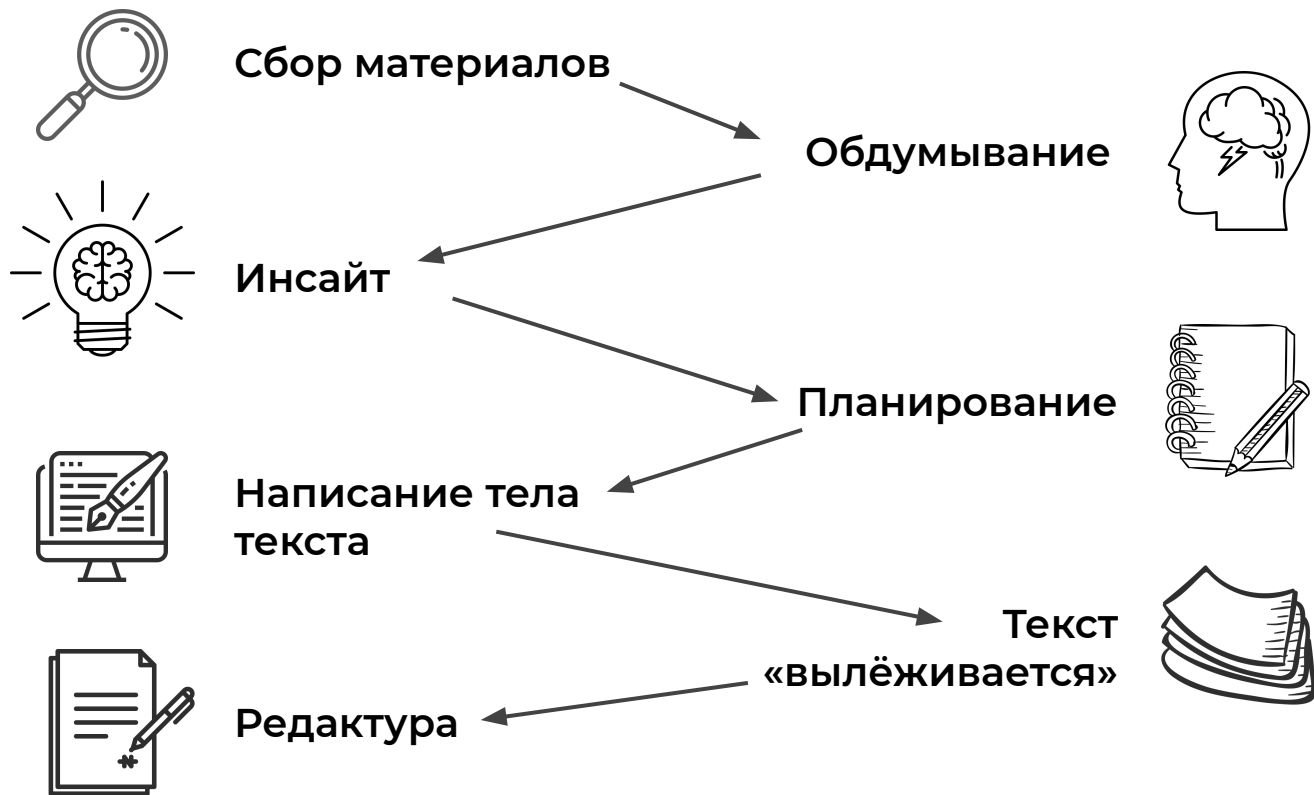 Сбор материалов
Обдумывание
Инсайт
Планирование
Написание тела
текста
Текст
«вылёживается»
Редактура